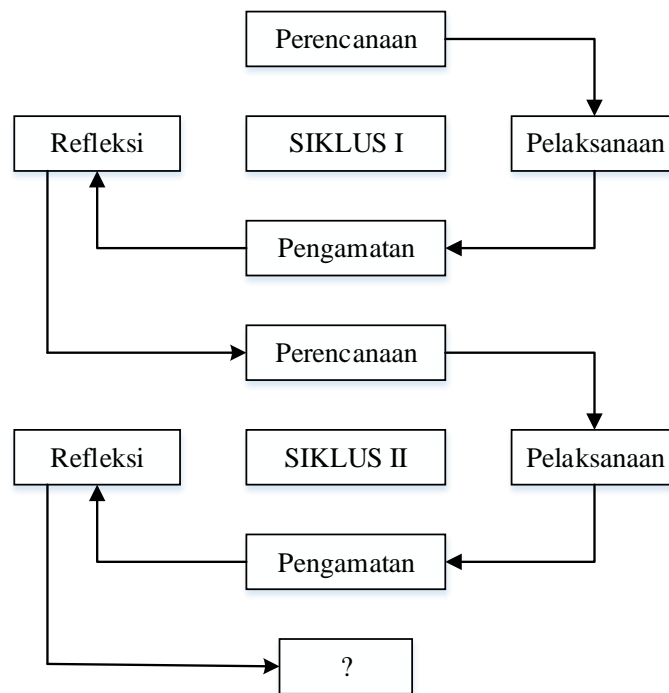 Perencanaan
Refleksi
SIKLUS I
Pelaksanaan
Pengamatan
Perencanaan
Refleksi
SIKLUS II
Pelaksanaan
Pengamatan
?